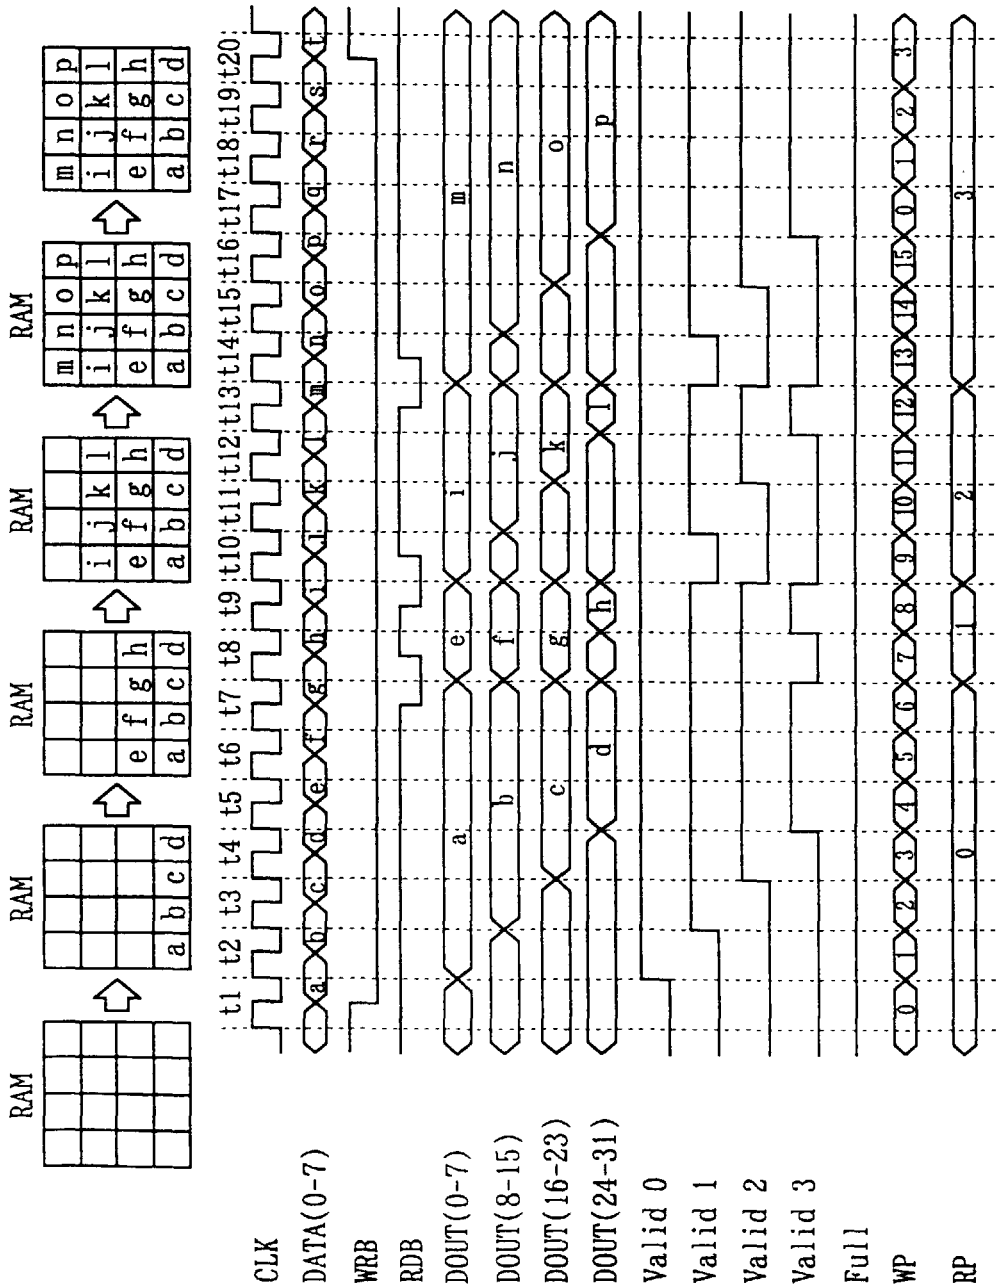 RAM RAM RAM RAM RAM
m n o p m n o p
i j k l i j k l i j k l
e f g h e f g h e f g h e f g h
a b c d a b c d a b c d a b c d a b c d
t1 t2 t3 t4 t5 t6 t7 t8 t9 t10 t11 t12 t13 t14 t15 t16 t17 t18 t19 t20
CLK
DATA(0-7) a b c d e f g h i j k l m n o p q r s t
WRB
RDB
DOUT(0-7) a e i m
DOUT(8-15) b f j n
DOUT(16-23) c g k o
DOUT(24-31) d h l p
Valid 0
Valid 1
Valid 2
Valid 3
Full
WP 0 1 2 3 4 5 6 7 8 9 10 11 12 13 14 15 0 1 2 3
RP 0 1 2 3